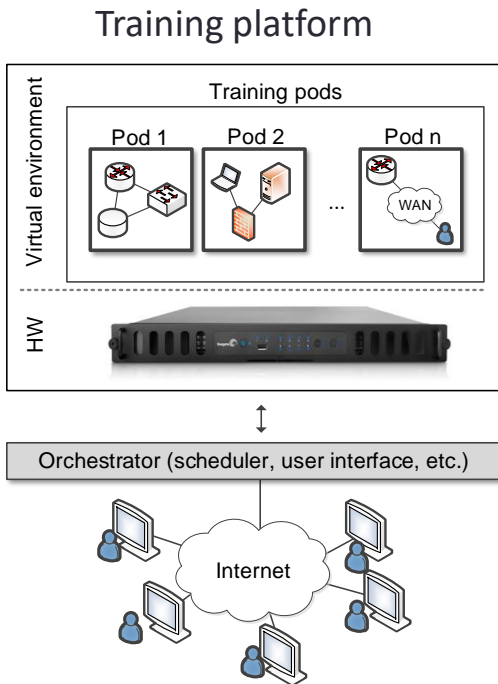 Training platform
Virtual environment
Training pods
Pod 1
Pod 2
Pod n
...
WAN
HW
Orchestrator (scheduler, user interface, etc.)
Internet